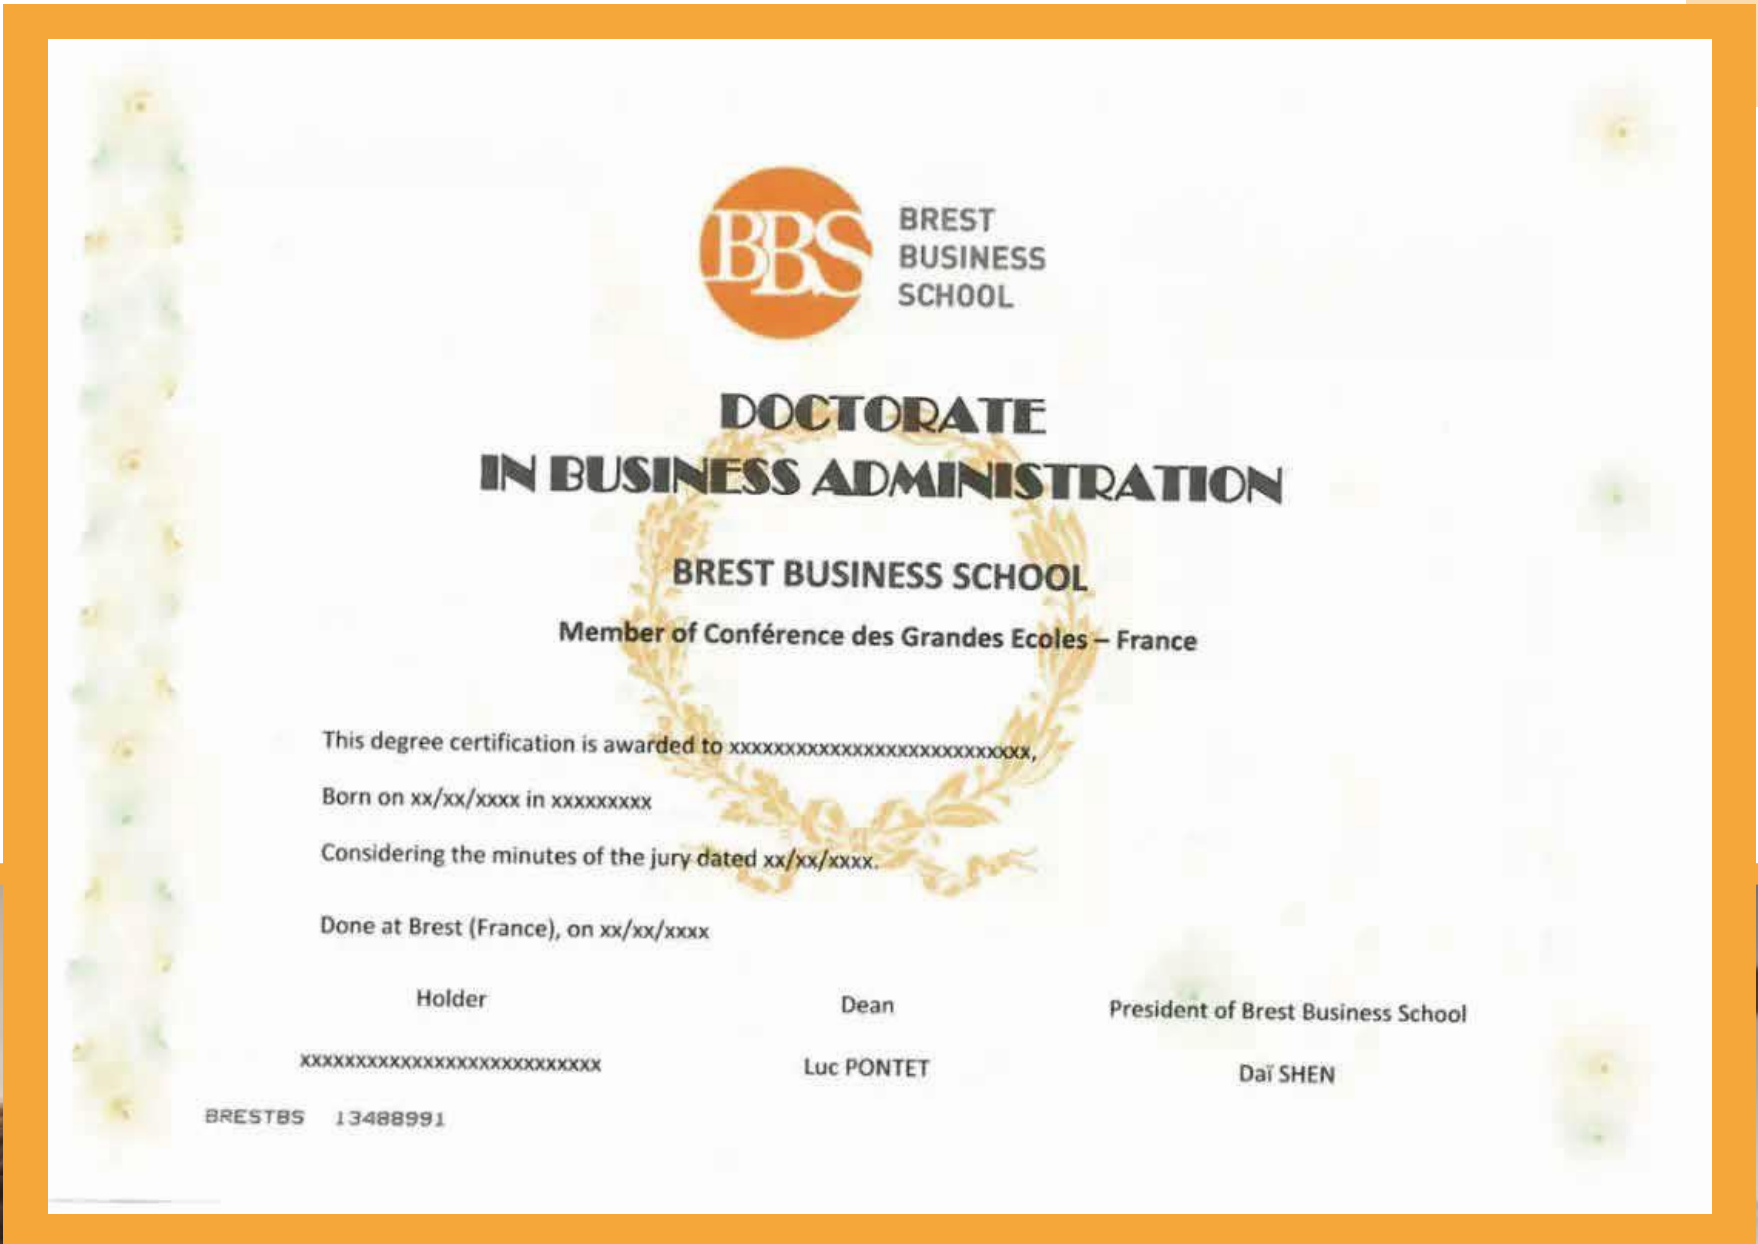 BBS
BREST
BUSINESS
SCHOOL
DOCTORATE
IN BUSINESS ADMINISTRATION
BREST BUSINESS SCHOOL
Member of Conférence des Grandes Ecoles – France
This degree certification is awarded to xxxxxxxxxxxxxxxxxxxxxxxxxxx,
Born on xx/xx/xxxx in xxxxxxxxx
Considering the minutes of the jury dated xx/xx/xxxx.
Done at Brest (France), on xx/xx/xxxx
Holder Dean President of Brest Business School
xxxxxxxxxxxxxxxxxxxxxxxxxxx Luc PONTET Daï SHEN
BRESTBS 13488991